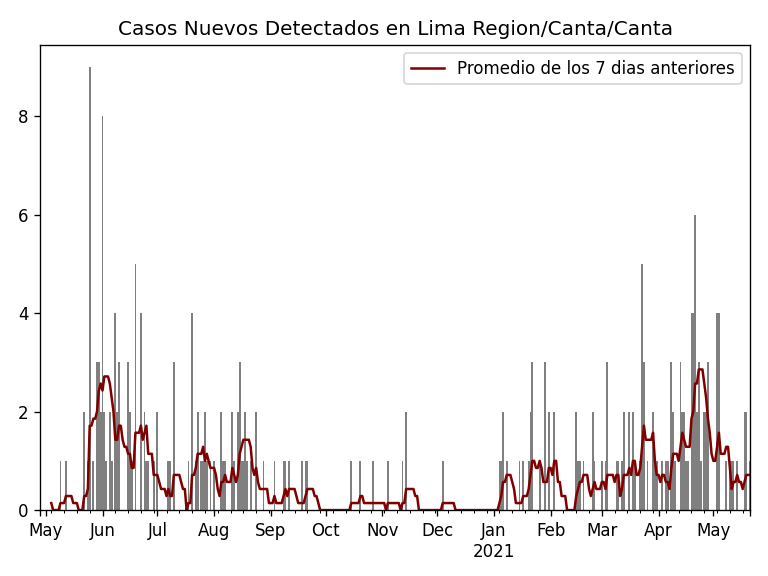 Casos Nuevos Detectados en Lima Region/Canta/Canta
Promedio de los 7 dias anteriores
8
6
4
2
0
May Jun Jul Aug Sep Oct Nov Dec Jan Feb Mar Apr May
2021